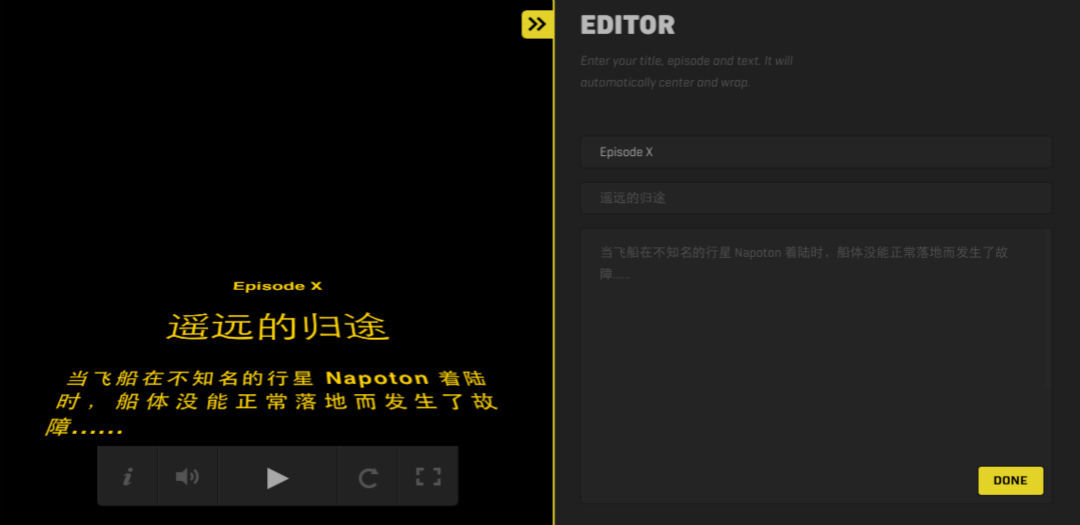 Episode X
遥远的归途
当飞船在不知名的行星 Napoton 着陆
时，船体没能正常落地而发生了故
障......
EDITOR
Enter your title, episode and text. It will
automatically center and wrap.
Episode X
遥远的归途
当飞船在不知名的行星 Napoton 着陆时，船体没能正常落地而发生了故
障......
DONE